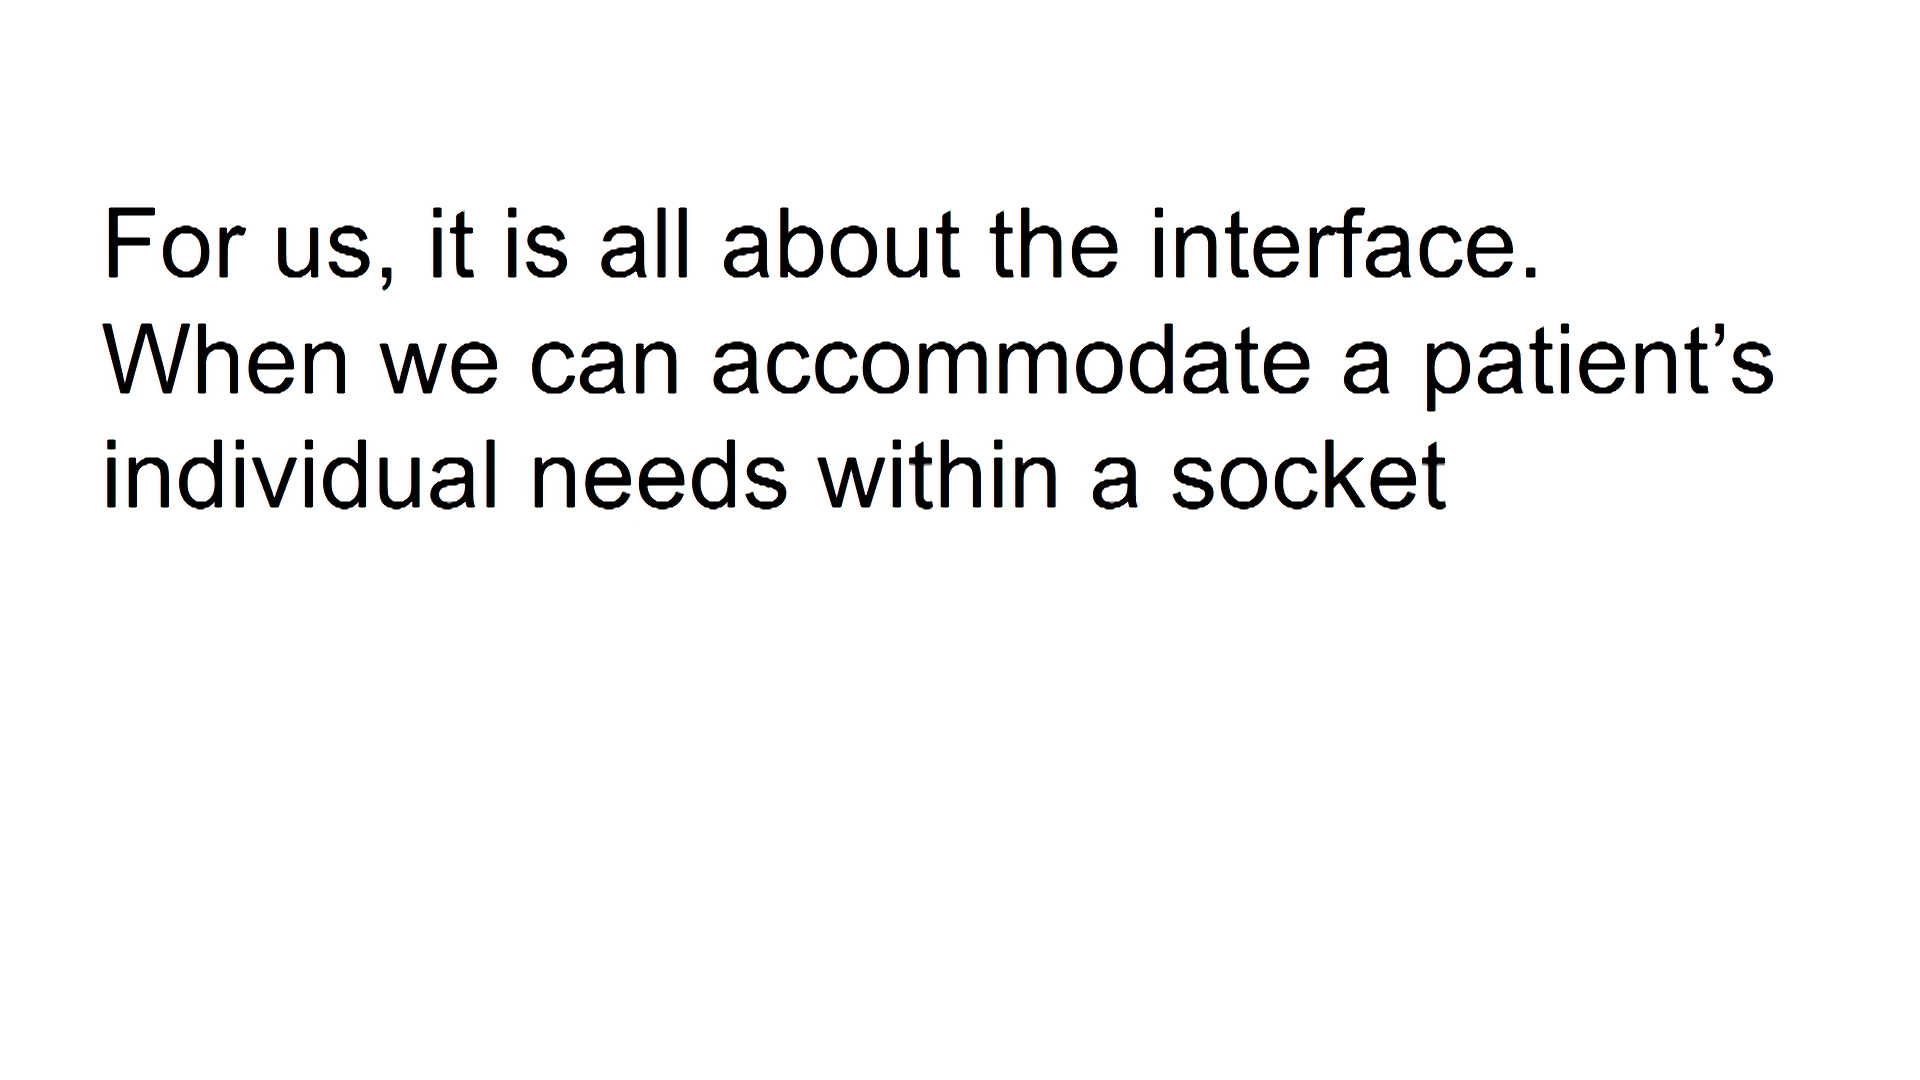 For us, it is all about the interface.
When we can accommodate a patient’s
individual needs within a socket